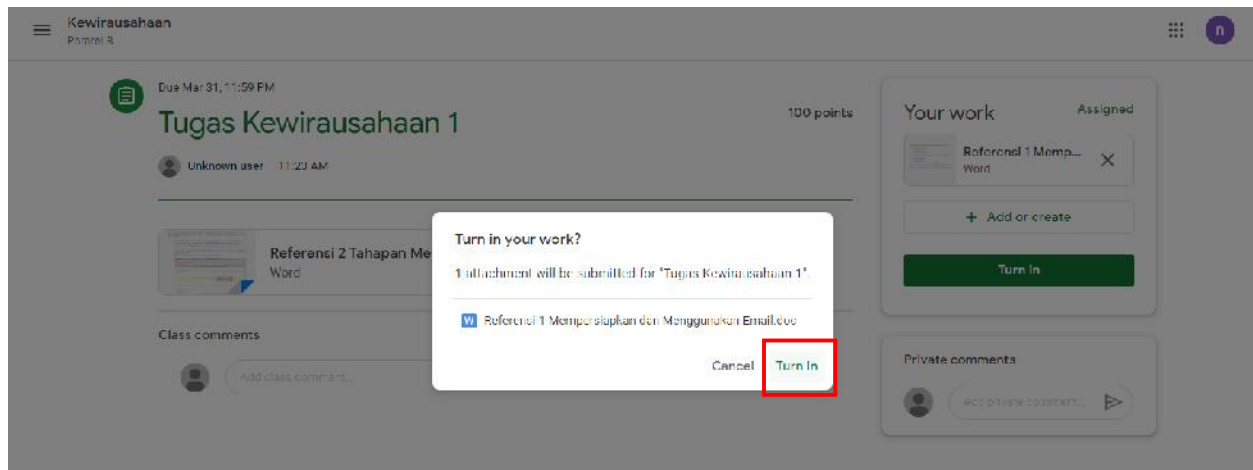 Kewirausahaan
Due Mar 31, 11:59 PM
Tugas Kewirausahaan 1
100 points
Unknown user 11:23 AM
Referensi 2 Tahapan Me
Word
Class comments
Add class comment...
Turn in your work?
1 attachment will be submitted for "Tugas Kewirausahaan 1".
W Referensi 1 Mempersiapkan dan Menggunakan Email.doc
Cancel Turn In
n
Your work Assigned
Referensi 1 Memp...
Word
+ Add or create
Turn In
Private comments
Add private comment...